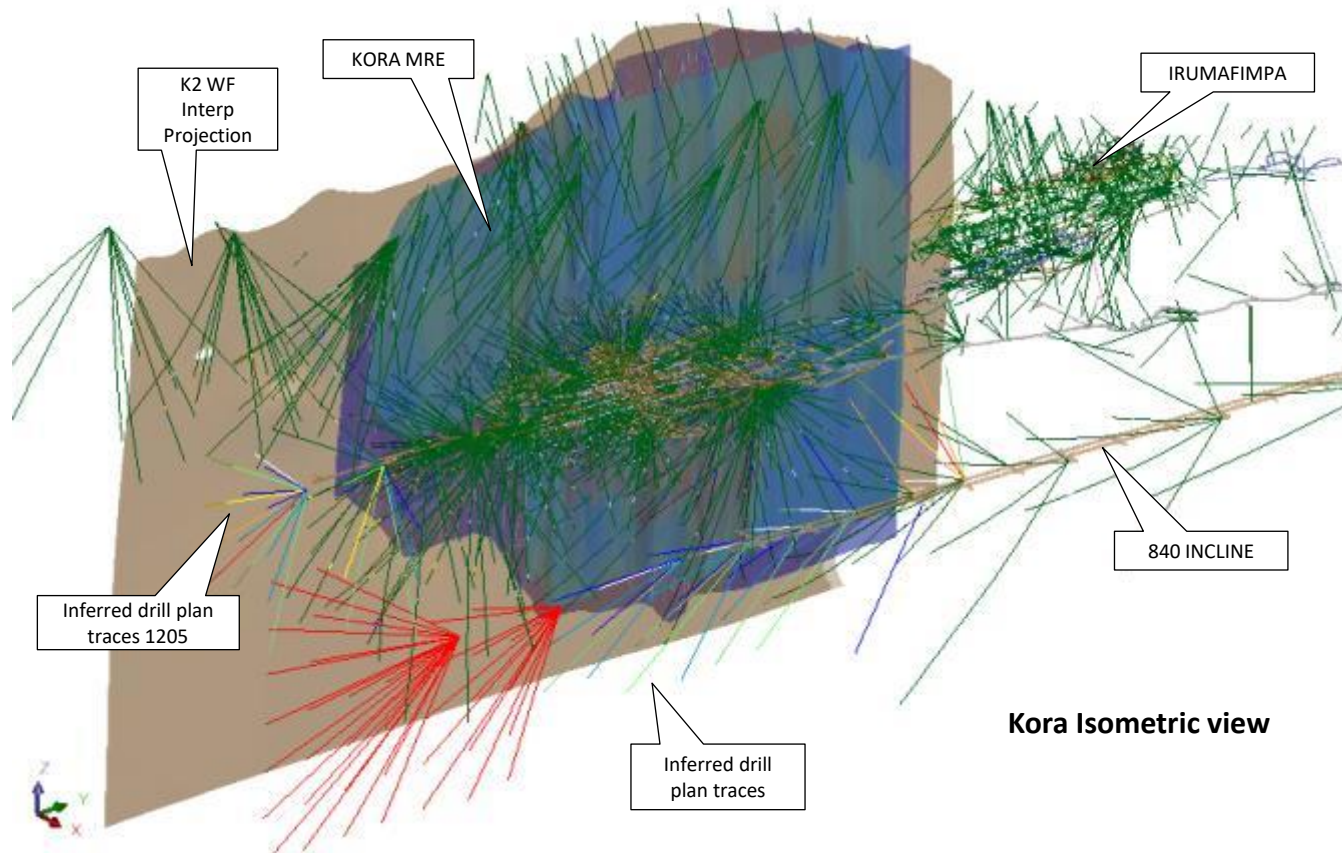 KORA MRE
IRUMAFIMPA
K2 WF
Interp
Projection
840 INCLINE
Inferred drill plan
traces 1205
Kora Isometric view
Inferred drill
plan traces
Z
Y
X